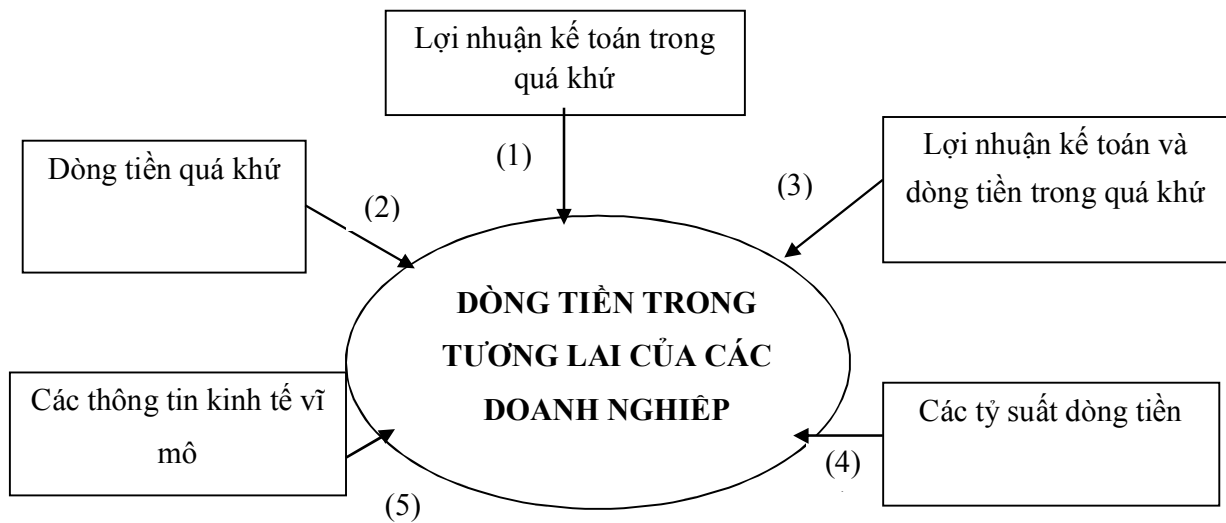 Lợi nhuận kế toán trong
quá khứ
(1)
Dòng tiền quá khứ
(2)
Lợi nhuận kế toán và
dòng tiền trong quá khứ
(3)
DÒNG TIỀN TRONG
TƯƠNG LAI CỦA CÁC
DOANH NGHIỆP
Các thông tin kinh tế vĩ
mô
(5)
Các tỷ suất dòng tiền
(4)